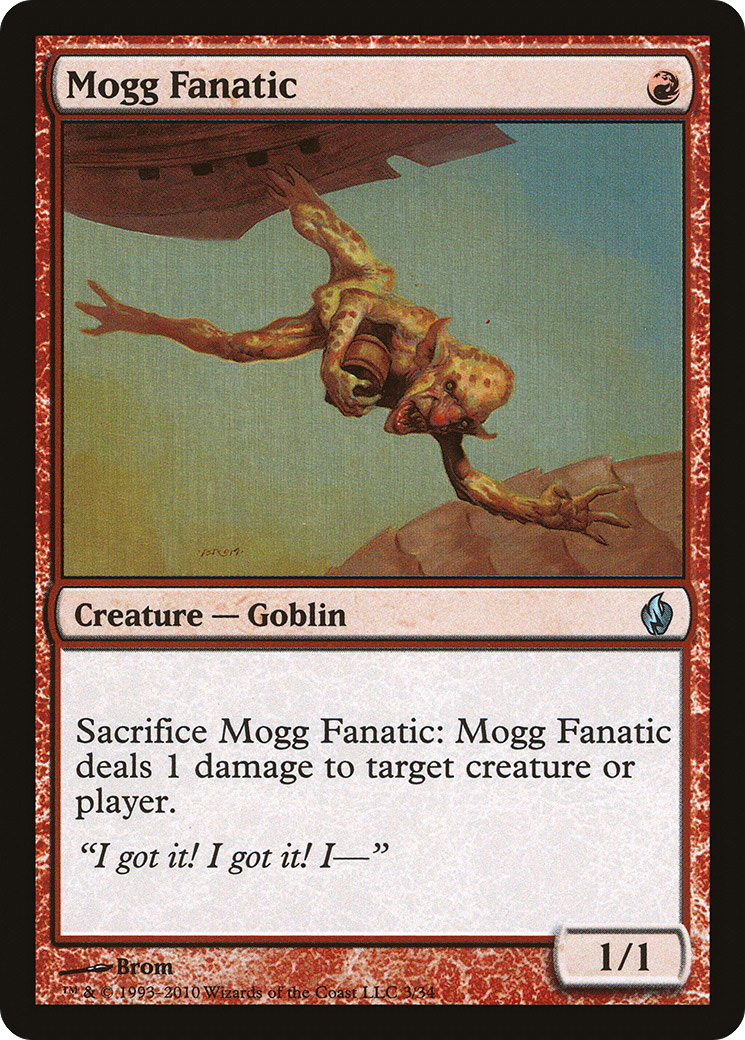 Mogg Fanatic
BROM
Creature — Goblin
Sacrifice Mogg Fanatic: Mogg Fanatic
deals 1 damage to target creature or
player.
“I got it! I got it! I—”
1/1
Brom
™ & © 1993–2010 Wizards of the Coast LLC 3/34